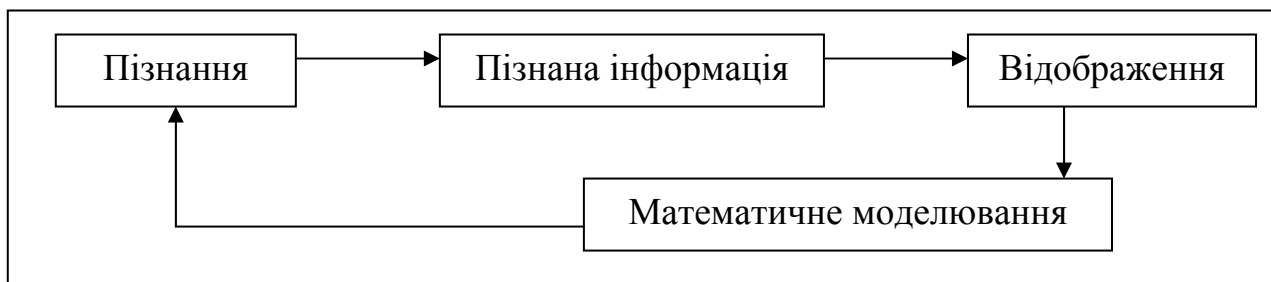 Пізнання
Пізнана інформація
Відображення
Математичне моделювання